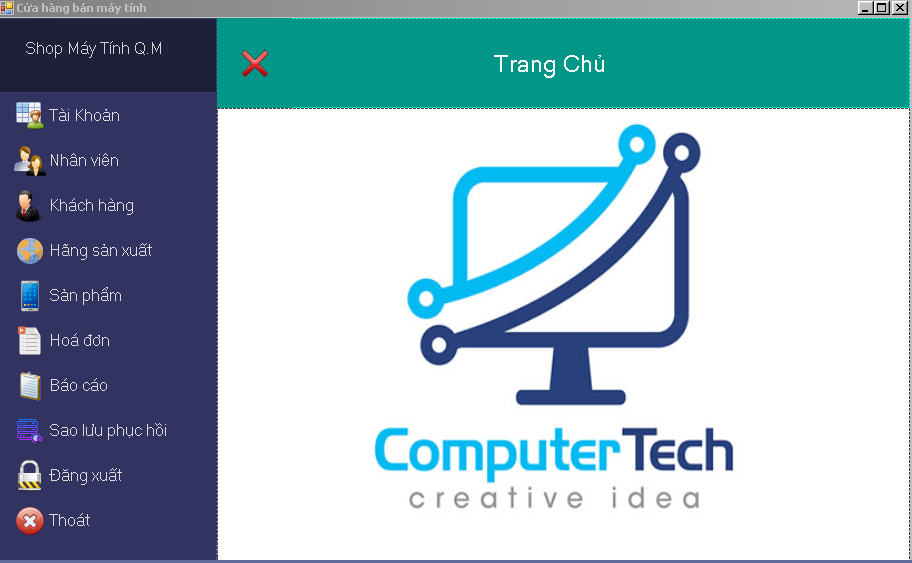 Cửa hàng bán máy tính
Shop Máy Tính Q.M
Trang Chủ
Tài Khoản
Nhân viên
Khách hàng
Hãng sản xuất
Sản phẩm
Hoá đơn
Báo cáo
Sao lưu phục hồi
Đăng xuất
Thoát
ComputerTech
creative idea